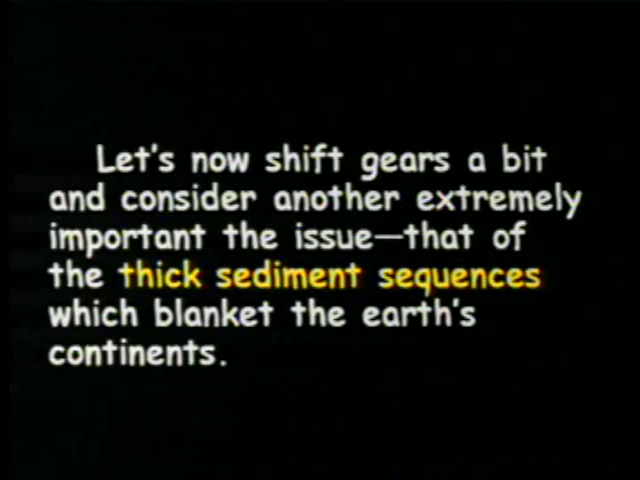 Let's now shift gears a bit
and consider another extremely
important the issue—that of
the thick sediment sequences
which blanket the earth's
continents.